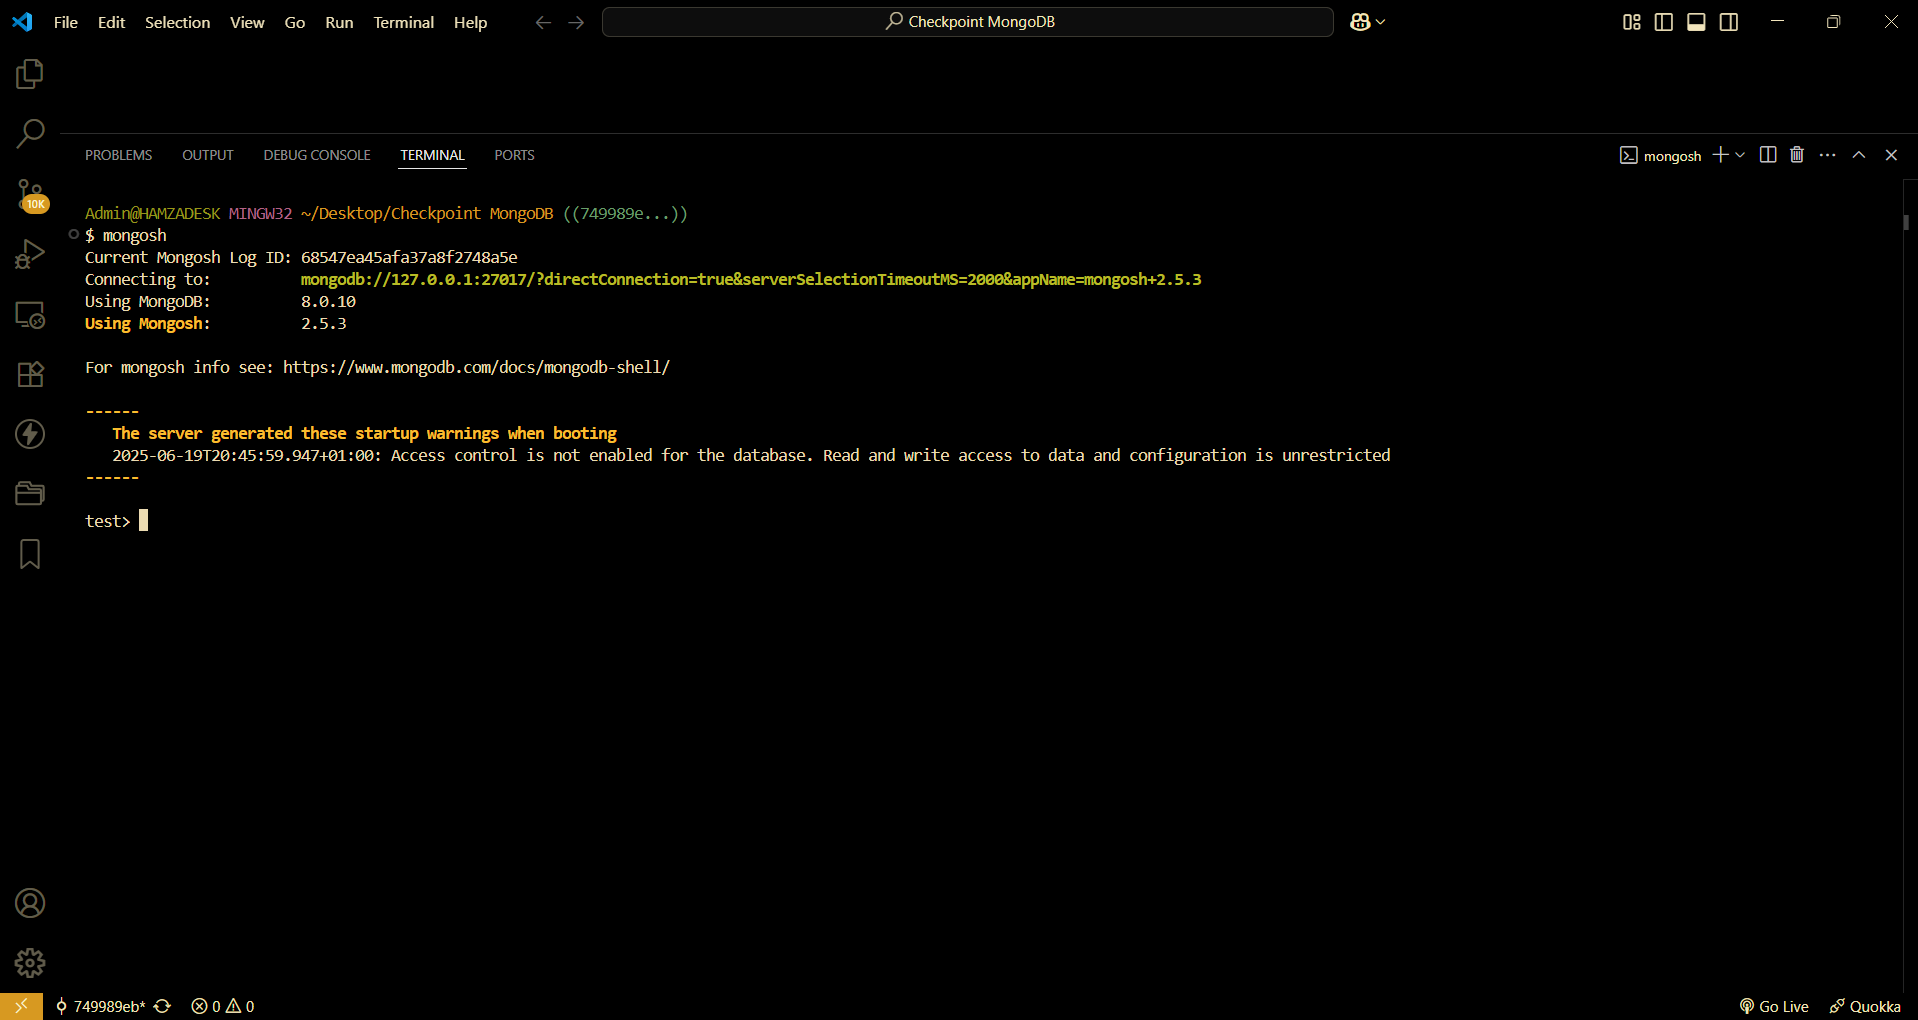 File Edit Selection View Go Run Terminal Help
Checkpoint MongoDB
PROBLEMS OUTPUT DEBUG CONSOLE TERMINAL PORTS
mongosh
10K
Admin@HAMZADESK MINGW32 ~/Desktop/Checkpoint MongoDB ((749989e...))
$ mongosh
Current Mongosh Log ID: 68547ea45afa37a8f2748a5e
Connecting to: mongodb://127.0.0.1:27017/?directConnection=true&serverSelectionTimeoutMS=2000&appName=mongosh+2.5.3
Using MongoDB: 8.0.10
Using Mongosh: 2.5.3
For mongosh info see: https://www.mongodb.com/docs/mongodb-shell/
------
The server generated these startup warnings when booting
2025-06-19T20:45:59.947+01:00: Access control is not enabled for the database. Read and write access to data and configuration is unrestricted
------
test>
749989eb* 0 0 Go Live Quokka